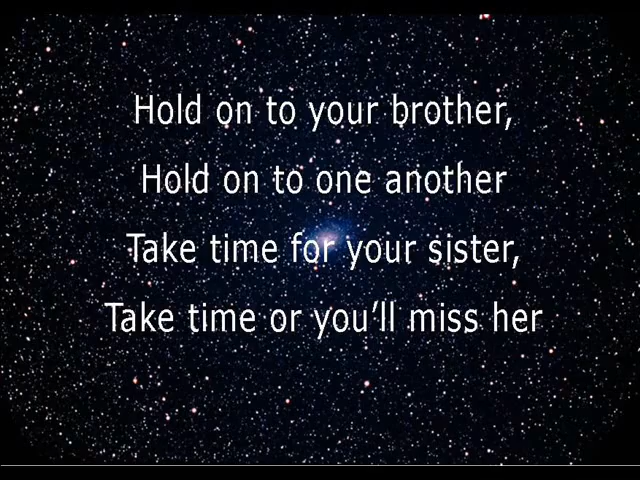 Hold on to your brother,
Hold on to one another
Take time for your sister,
Take time or you’ll miss her